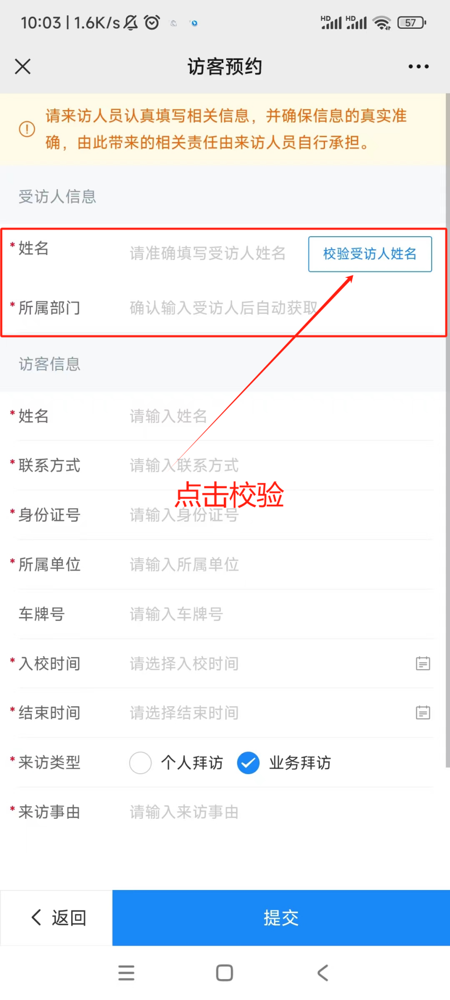 10:03 | 1.6K/s
HD HD 57
访客预约
请来访人员认真填写相关信息，并确保信息的真实准
确，由此带来的相关责任由来访人员自行承担。
受访人信息
* 姓名 请准确填写受访人姓名 校验受访人姓名
* 所属部门 确认输入受访人后自动获取
访客信息
* 姓名 请输入姓名
* 联系方式 请输入联系方式
点击校验
* 身份证号 请输入身份证号
* 所属单位 请输入所属单位
车牌号 请输入车牌号
* 入校时间 请选择入校时间
* 结束时间 请选择结束时间
* 来访类型 个人拜访 业务拜访
* 来访事由 请输入来访事由
返回 提交